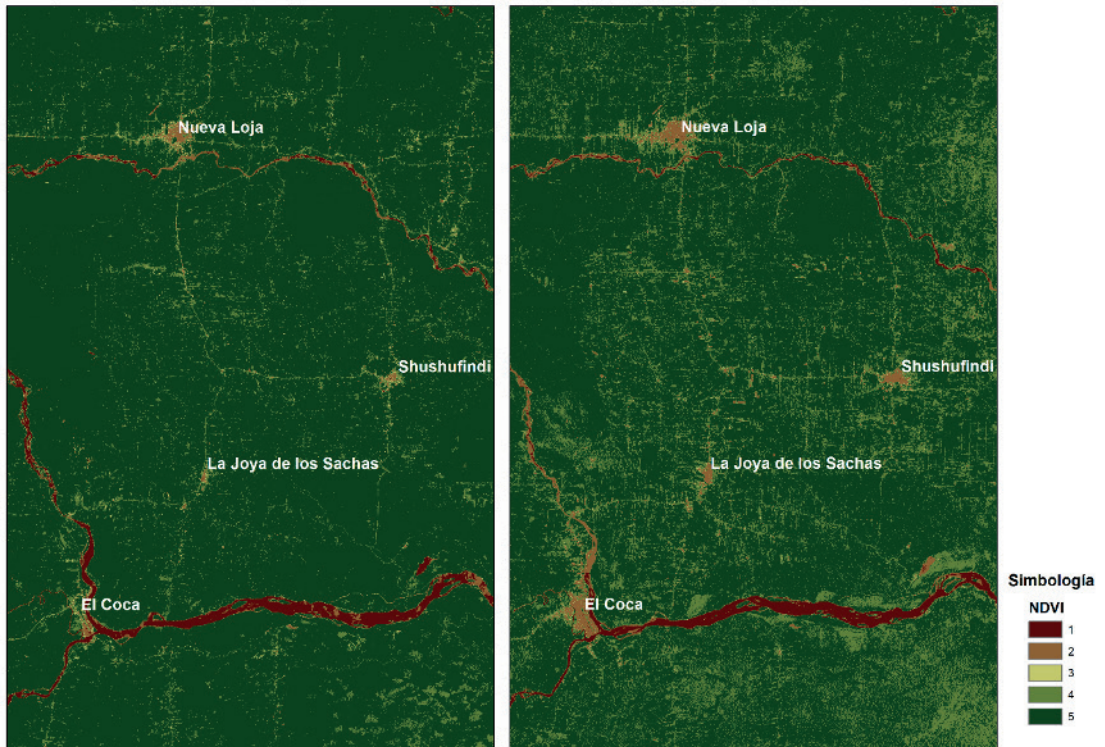 Nueva Loja
Shushufindi
La Joya de los Sachas
El Coca
Nueva Loja
Shushufindi
La Joya de los Sachas
El Coca
Simbología
NDVI
1
2
3
4
5